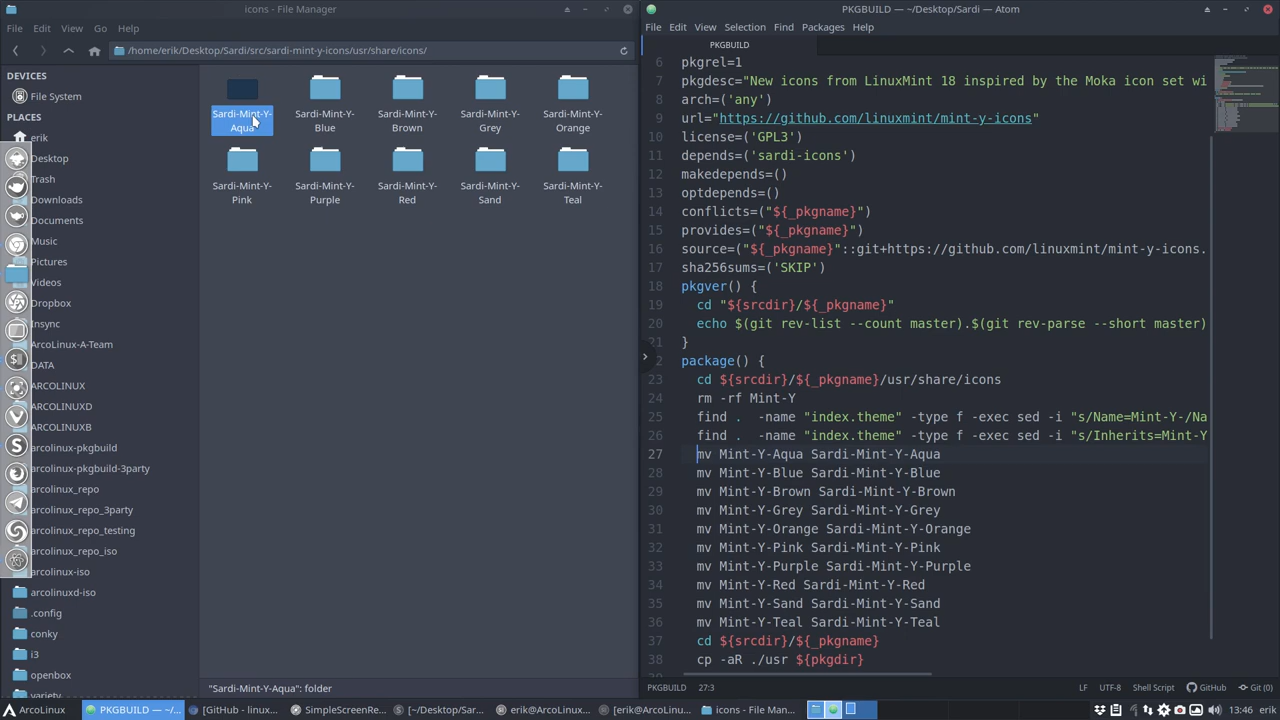 icons - File Manager
File Edit View Go Help
/home/erik/Desktop/Sardi/src/sardi-mint-y-icons/usr/share/icons/
DEVICES
File System
PLACES
erik
Desktop
Trash
Downloads
Documents
Music
Pictures
Videos
Dropbox
Insync
ArcoLinux-A-Team
DATA
ARCOLINUX
ARCOLINUXD
ARCOLINUXB
arcolinux-pkgbuild
arcolinux-pkgbuild-3party
arcolinux_repo
arcolinux_repo_3party
arcolinux_repo_testing
arcolinux_repo_iso
arcolinux-iso
arcolinuxd-iso
.config
conky
i3
openbox
variety
Sardi-Mint-Y-Aqua
Sardi-Mint-Y-Blue
Sardi-Mint-Y-Brown
Sardi-Mint-Y-Grey
Sardi-Mint-Y-Orange
Sardi-Mint-Y-Pink
Sardi-Mint-Y-Purple
Sardi-Mint-Y-Red
Sardi-Mint-Y-Sand
Sardi-Mint-Y-Teal
"Sardi-Mint-Y-Aqua": folder
PKGBUILD — ~/Desktop/Sardi — Atom
File Edit View Selection Find Packages Help
PKGBUILD
6 pkgrel=1
7 pkgdesc="New icons from LinuxMint 18 inspired by the Moka icon set wi
8 arch=('any')
9 url="https://github.com/linuxmint/mint-y-icons"
10 license=('GPL3')
11 depends=('sardi-icons')
12 makedepends=()
13 optdepends=()
14 conflicts=("${_pkgname}")
15 provides=("${_pkgname}")
16 source=("${_pkgname}"::git+https://github.com/linuxmint/mint-y-icons.
17 sha256sums=('SKIP')
18 pkgver() {
19 cd "${srcdir}/${_pkgname}"
20 echo $(git rev-list --count master).$(git rev-parse --short master)
21 }
22 package() {
23 cd ${srcdir}/${_pkgname}/usr/share/icons
24 rm -rf Mint-Y
25 find . -name "index.theme" -type f -exec sed -i "s/Name=Mint-Y-/Na
26 find . -name "index.theme" -type f -exec sed -i "s/Inherits=Mint-Y
27 mv Mint-Y-Aqua Sardi-Mint-Y-Aqua
28 mv Mint-Y-Blue Sardi-Mint-Y-Blue
29 mv Mint-Y-Brown Sardi-Mint-Y-Brown
30 mv Mint-Y-Grey Sardi-Mint-Y-Grey
31 mv Mint-Y-Orange Sardi-Mint-Y-Orange
32 mv Mint-Y-Pink Sardi-Mint-Y-Pink
33 mv Mint-Y-Purple Sardi-Mint-Y-Purple
34 mv Mint-Y-Red Sardi-Mint-Y-Red
35 mv Mint-Y-Sand Sardi-Mint-Y-Sand
36 mv Mint-Y-Teal Sardi-Mint-Y-Teal
37 cd ${srcdir}/${_pkgname}
38 cp -aR ./usr ${pkgdir}
PKGBUILD 27:3 LF UTF-8 Shell Script GitHub Git (0)
ArcoLinux PKGBUILD — ~/... [GitHub - linux... SimpleScreenRe... [~/Desktop/Sar... erik@ArcoLinu... [erik@ArcoLin... icons - File Man... 13:46 erik